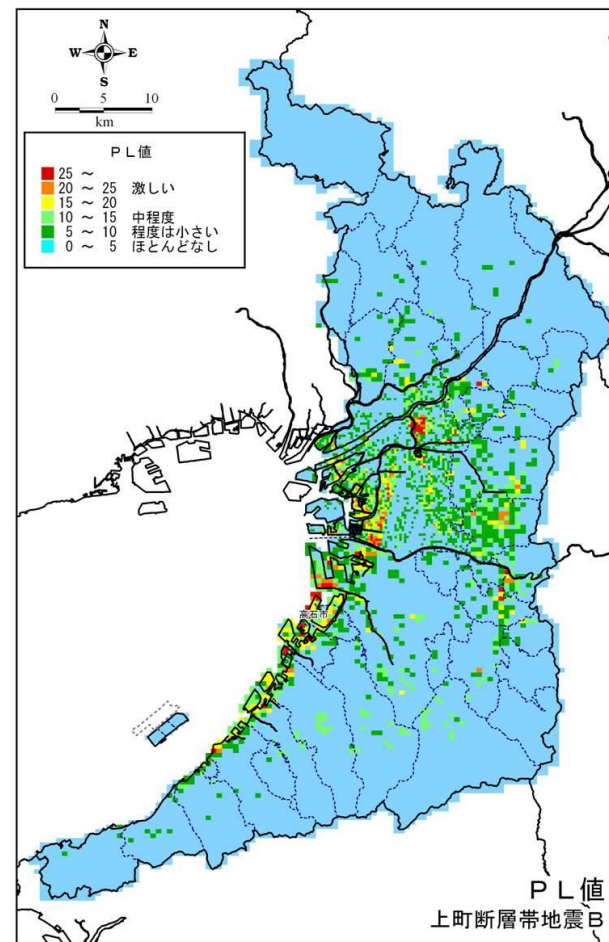 N
W E
S
0 5 10
km
PL値
25 ~
20 ~ 25 激しい
15 ~ 20
10 ~ 15 中程度
5 ~ 10 程度は小さい
0 ~ 5 ほとんどなし
高石市
PL値
上町断層帯地震B